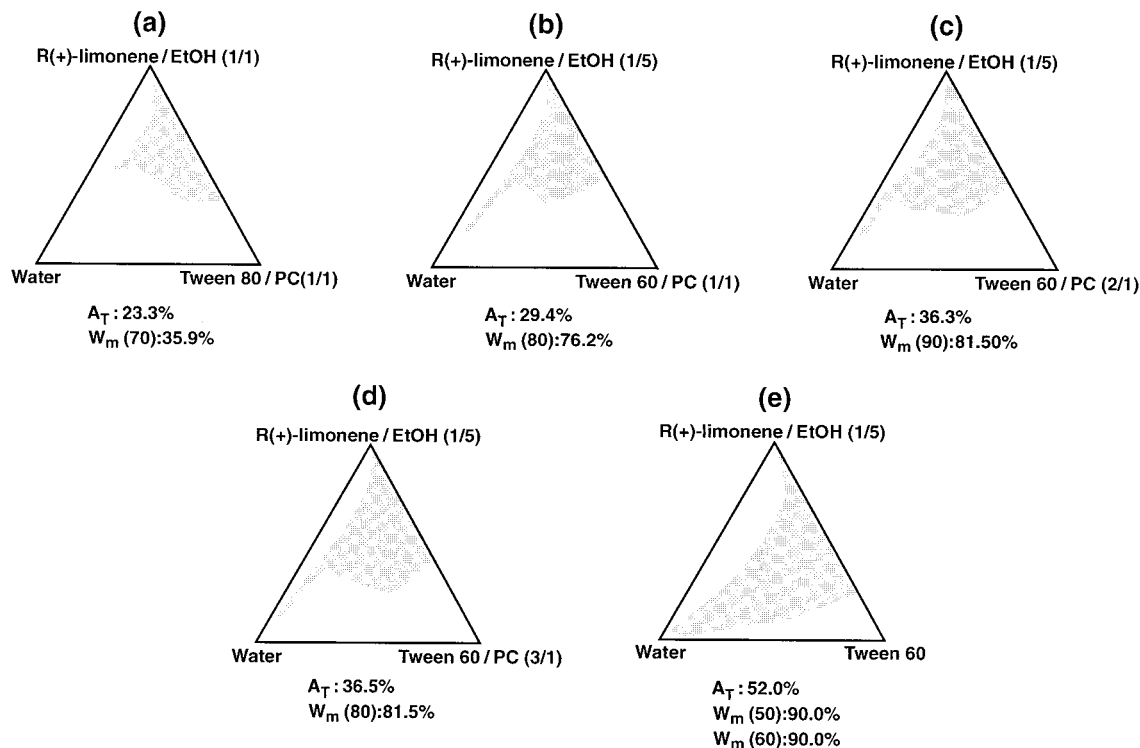 (a)
R(+)-limonene / EtOH (1/1)
Water
Tween 80 / PC(1/1)
A_T : 23.3%
W_m (70):35.9%
(b)
R(+)-limonene / EtOH (1/5)
Water
Tween 60 / PC (1/1)
A_T : 29.4%
W_m (80):76.2%
(c)
R(+)-limonene / EtOH (1/5)
Water
Tween 60 / PC (2/1)
A_T : 36.3%
W_m (90):81.50%
(d)
R(+)-limonene / EtOH (1/5)
Water
Tween 60 / PC (3/1)
A_T : 36.5%
W_m (80):81.5%
(e)
R(+)-limonene / EtOH (1/5)
Water
Tween 60
A_T : 52.0%
W_m (50):90.0%
W_m (60):90.0%